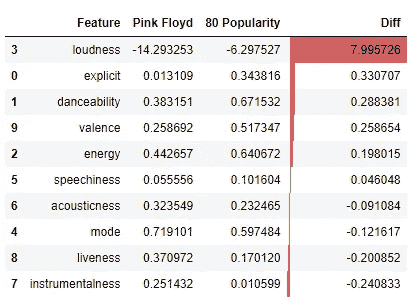 Feature Pink Floyd 80 Popularity Diff
3 loudness -14.293253 -6.297527 7.995726
0 explicit 0.013109 0.343816 0.330707
1 danceability 0.383151 0.671532 0.288381
9 valence 0.258692 0.517347 0.258654
2 energy 0.442657 0.640672 0.198015
5 speechiness 0.055556 0.101604 0.046048
6 acousticness 0.323549 0.232465 -0.091084
4 mode 0.719101 0.597484 -0.121617
8 liveness 0.370972 0.170120 -0.200852
7 instrumentalness 0.251432 0.010599 -0.240833